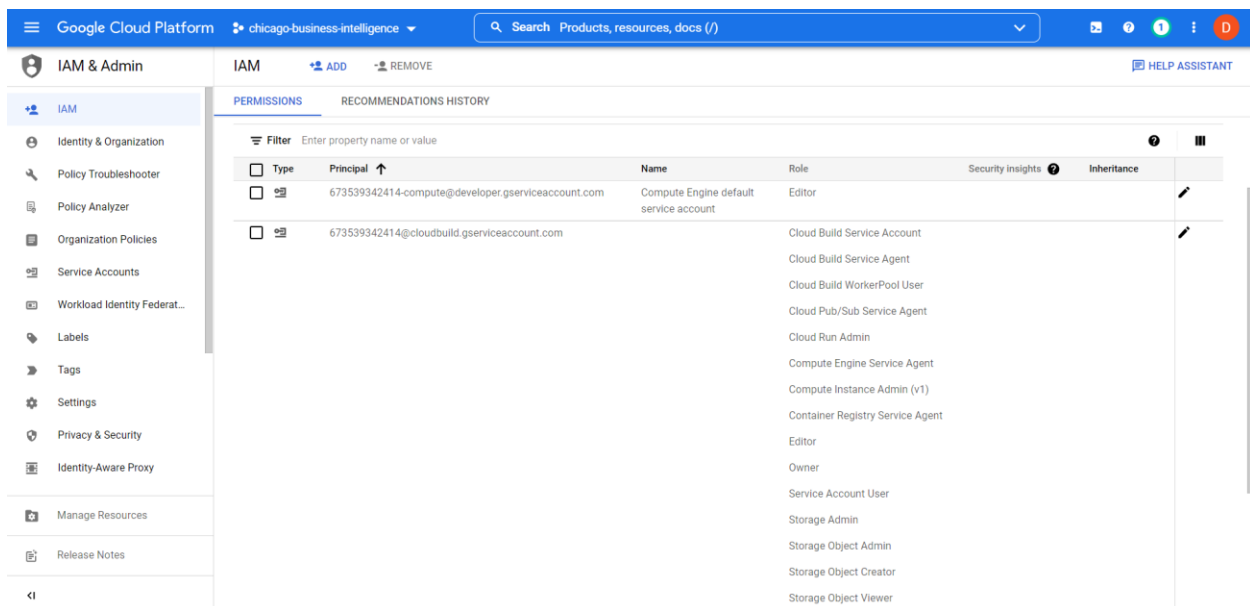 Google Cloud Platform chicago-business-intelligence Search Products, resources, docs (/) 1 D
IAM & Admin
IAM ADD REMOVE HELP ASSISTANT
IAM
Identity & Organization
Policy Troubleshooter
Policy Analyzer
Organization Policies
Service Accounts
Workload Identity Federat...
Labels
Tags
Settings
Privacy & Security
Identity-Aware Proxy
Manage Resources
Release Notes
PERMISSIONS RECOMMENDATIONS HISTORY
Filter Enter property name or value
Type Principal Name Role Security insights Inheritance
673539342414-compute@developer.gserviceaccount.com Compute Engine default Editor
service account
673539342414@cloudbuild.gserviceaccount.com Cloud Build Service Account
Cloud Build Service Agent
Cloud Build WorkerPool User
Cloud Pub/Sub Service Agent
Cloud Run Admin
Compute Engine Service Agent
Compute Instance Admin (v1)
Container Registry Service Agent
Editor
Owner
Service Account User
Storage Admin
Storage Object Admin
Storage Object Creator
Storage Object Viewer